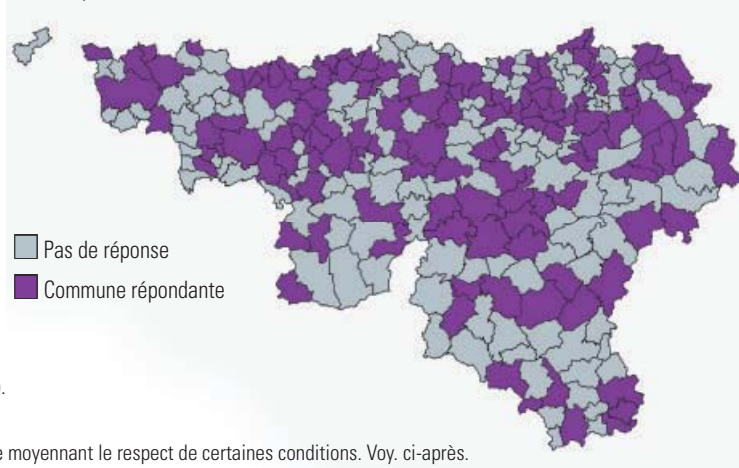 Pas de réponse
Commune répondante
.
e moyennant le respect de certaines conditions. Voy. ci-après.